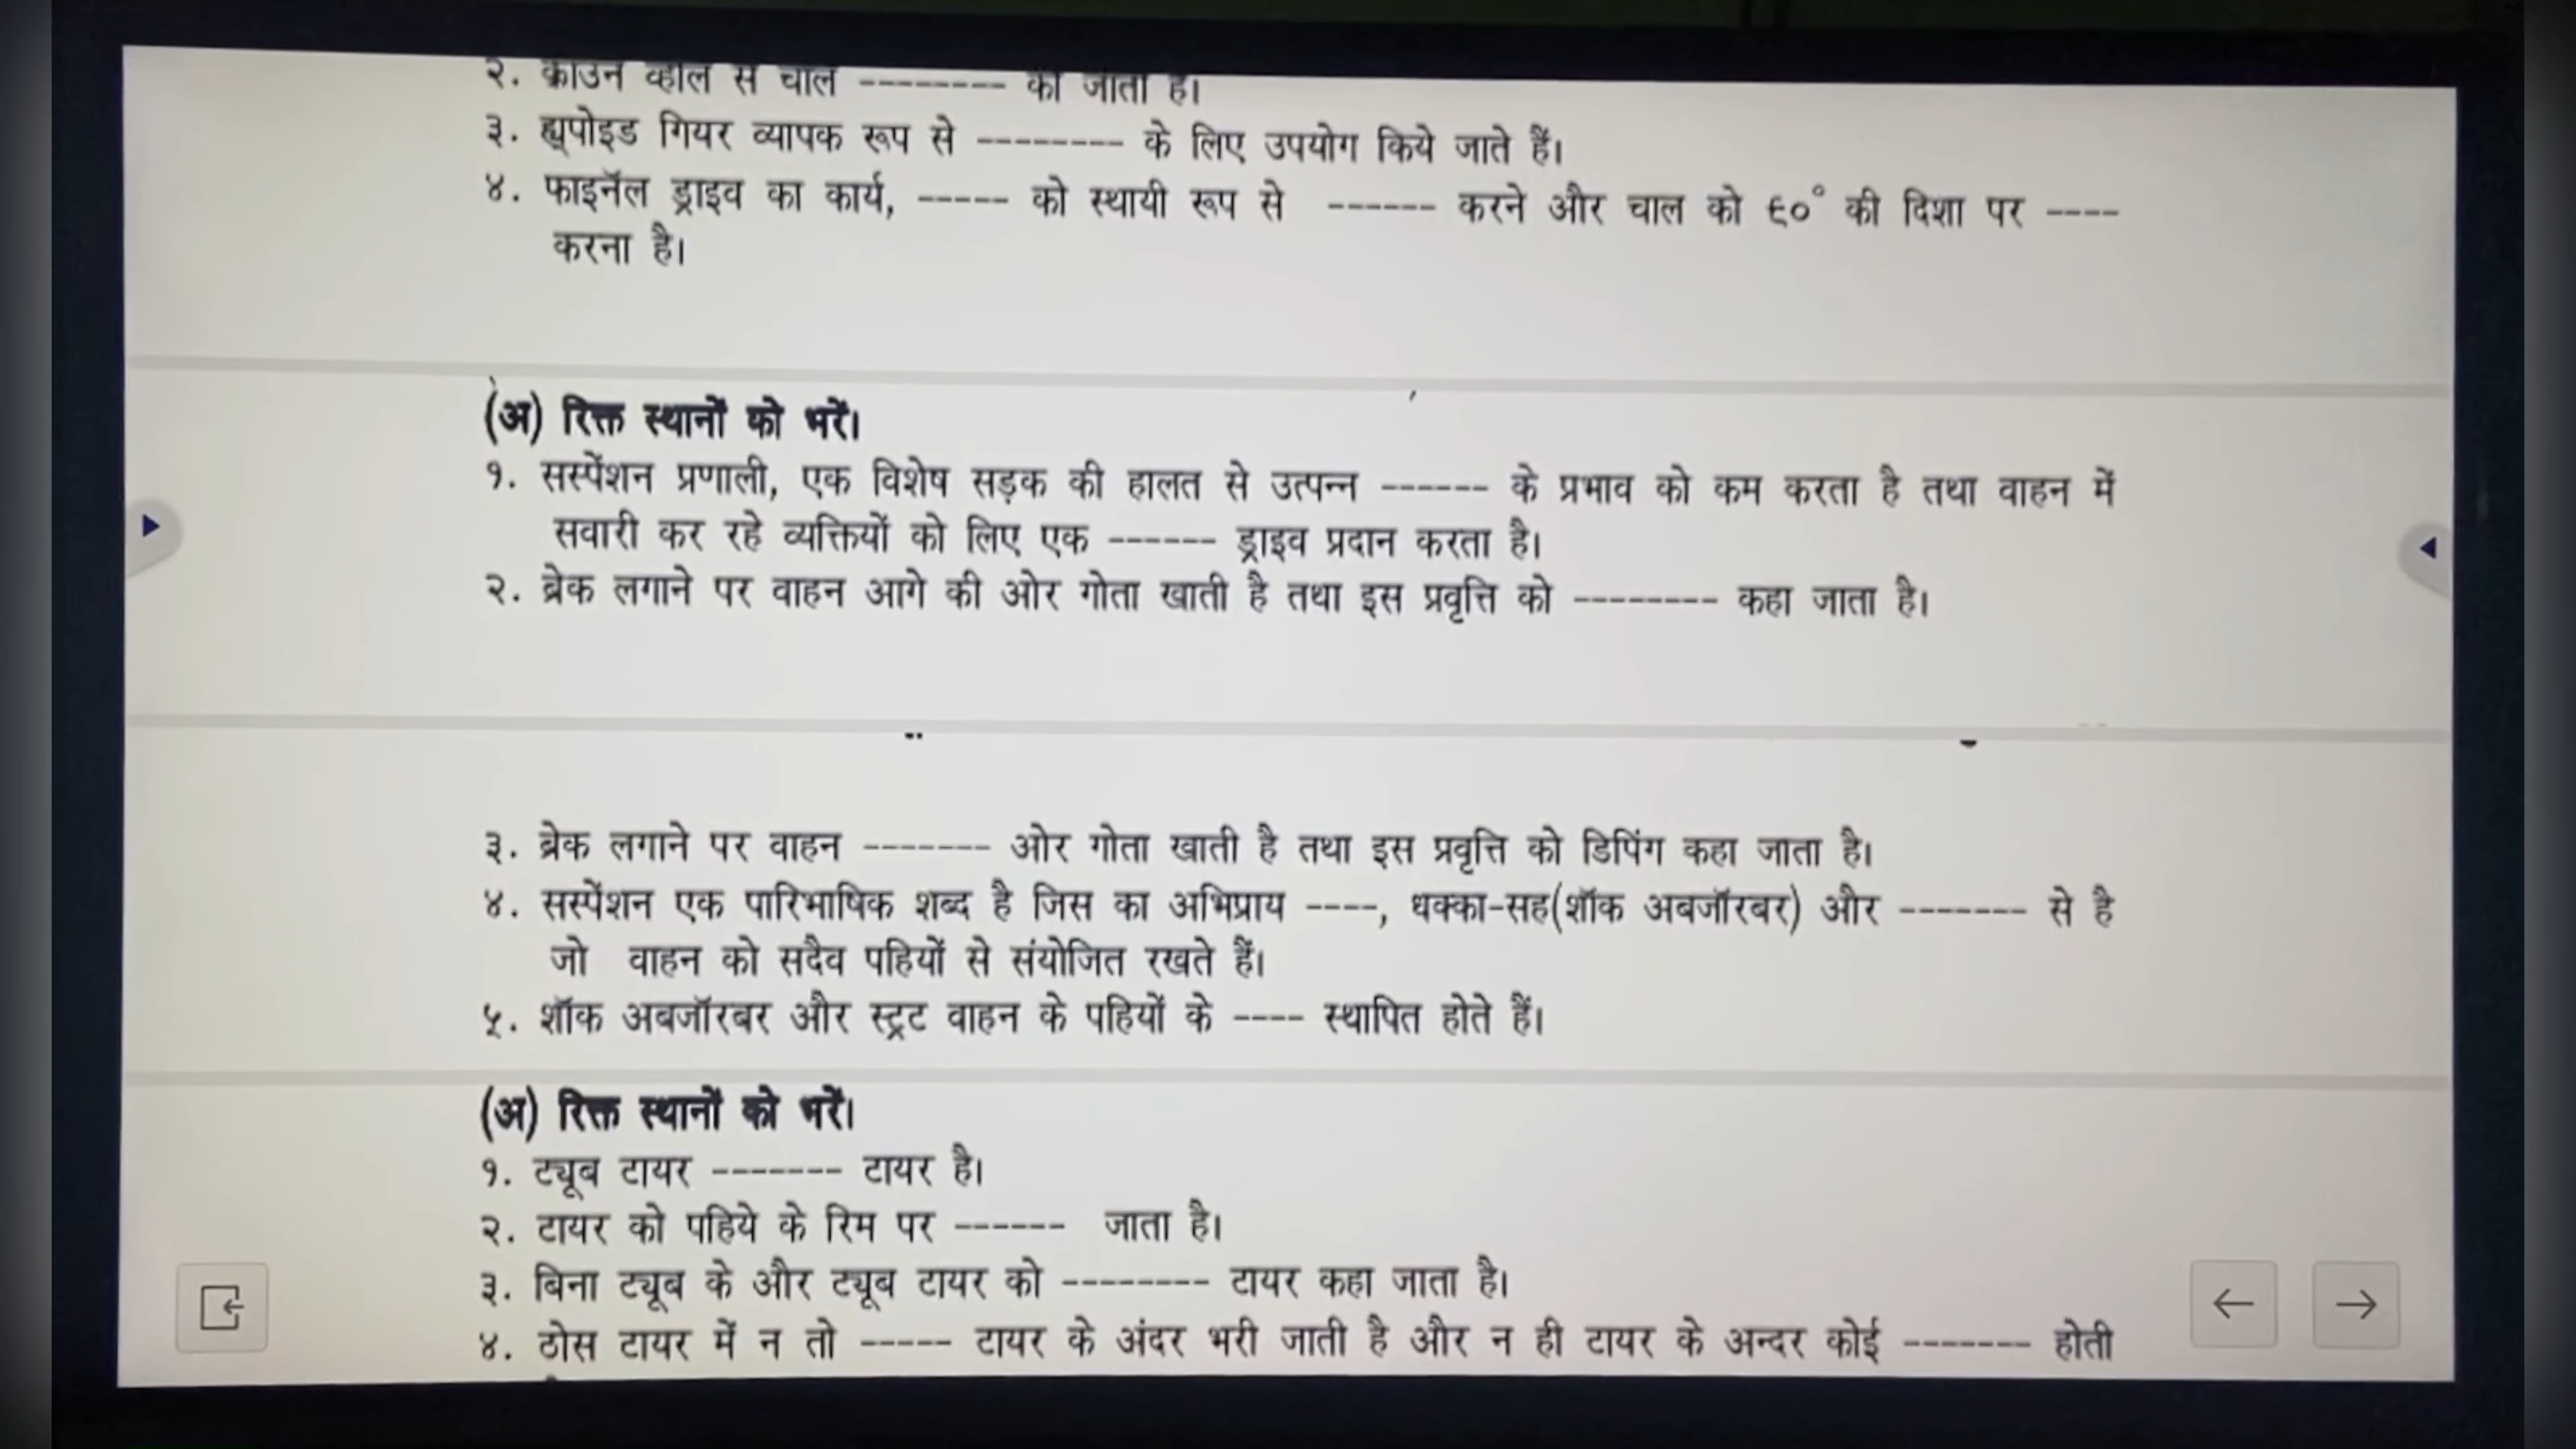 २. क्राउन व्हील से चाल -------- की जाती है।
३. ह्यपोइड गियर व्यापक रूप से -------- के लिए उपयोग किये जाते हैं।
४. फाइनॅल ड्राइव का कार्य, ----- को स्थायी रूप से ------ करने और चाल को ६०° की दिशा पर ----
करना है।
(अ) रिक्त स्थानों को भरें।
१. सस्पेंशन प्रणाली, एक विशेष सड़क की हालत से उत्पन्न ------ के प्रभाव को कम करता है तथा वाहन में
सवारी कर रहे व्यक्तियों को लिए एक ------ ड्राइव प्रदान करता है।
२. ब्रेक लगाने पर वाहन आगे की ओर गोता खाती है तथा इस प्रवृत्ति को -------- कहा जाता है।
३. ब्रेक लगाने पर वाहन ------- ओर गोता खाती है तथा इस प्रवृत्ति को डिपिंग कहा जाता है।
४. सस्पेंशन एक पारिभाषिक शब्द है जिस का अभिप्राय ----, धक्का-सह(शॉक अबजॉरबर) और ------- से है
जो वाहन को सदैव पहियों से संयोजित रखते हैं।
५. शॉक अबजॉरबर और स्ट्रट वाहन के पहियों के ---- स्थापित होते हैं।
(अ) रिक्त स्थानों को भरें।
१. ट्यूब टायर ------- टायर है।
२. टायर को पहिये के रिम पर ------ जाता है।
३. बिना ट्यूब के और ट्यूब टायर को -------- टायर कहा जाता है।
४. ठोस टायर में न तो ----- टायर के अंदर भरी जाती है और न ही टायर के अन्दर कोई ------- होती